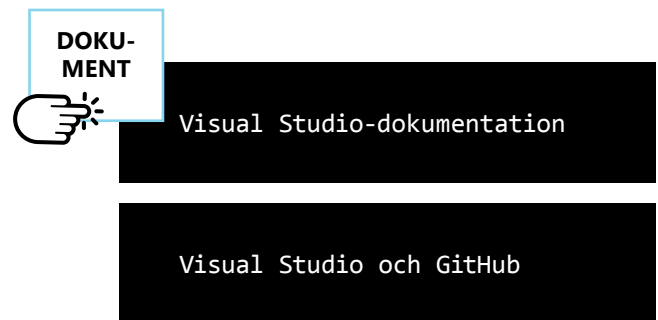 DOKU-
MENT
Visual Studio-dokumentation
Visual Studio och GitHub